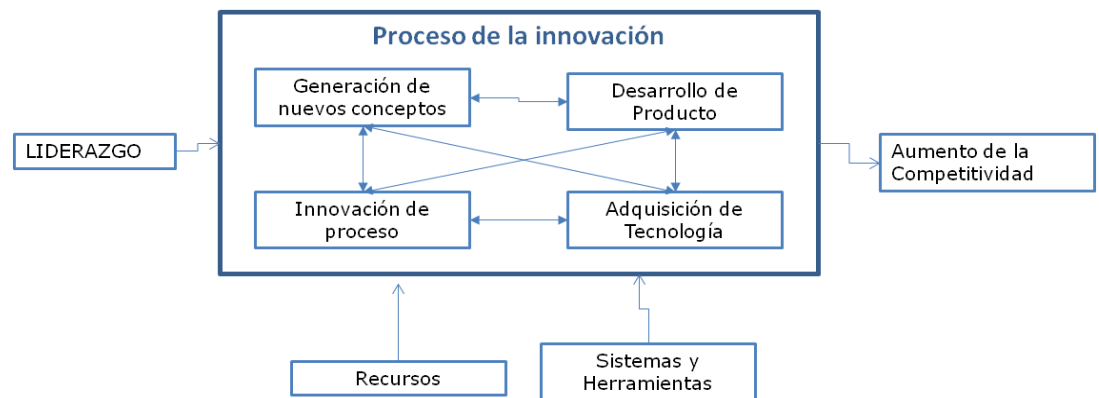 Proceso de la innovación
Generación de
nuevos conceptos
Desarrollo de
Producto
LIDERAZGO
Aumento de la
Competitividad
Innovación de
proceso
Adquisición de
Tecnología
Recursos
Sistemas y
Herramientas